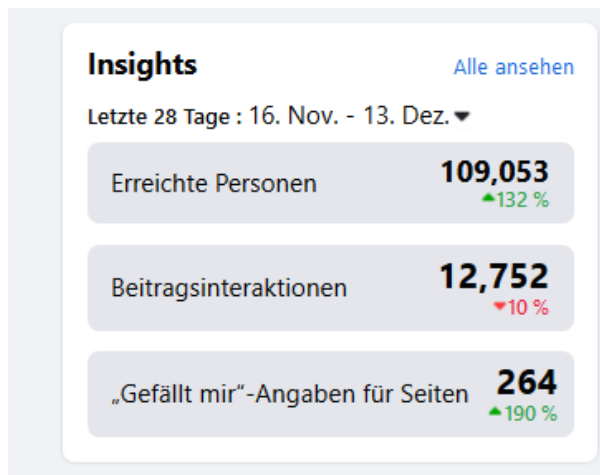 Insights
Alle ansehen
Letzte 28 Tage : 16. Nov. - 13. Dez.
Erreichte Personen
109,053
132 %
Beitragsinteraktionen
12,752
10 %
„Gefällt mir“-Angaben für Seiten
264
190 %